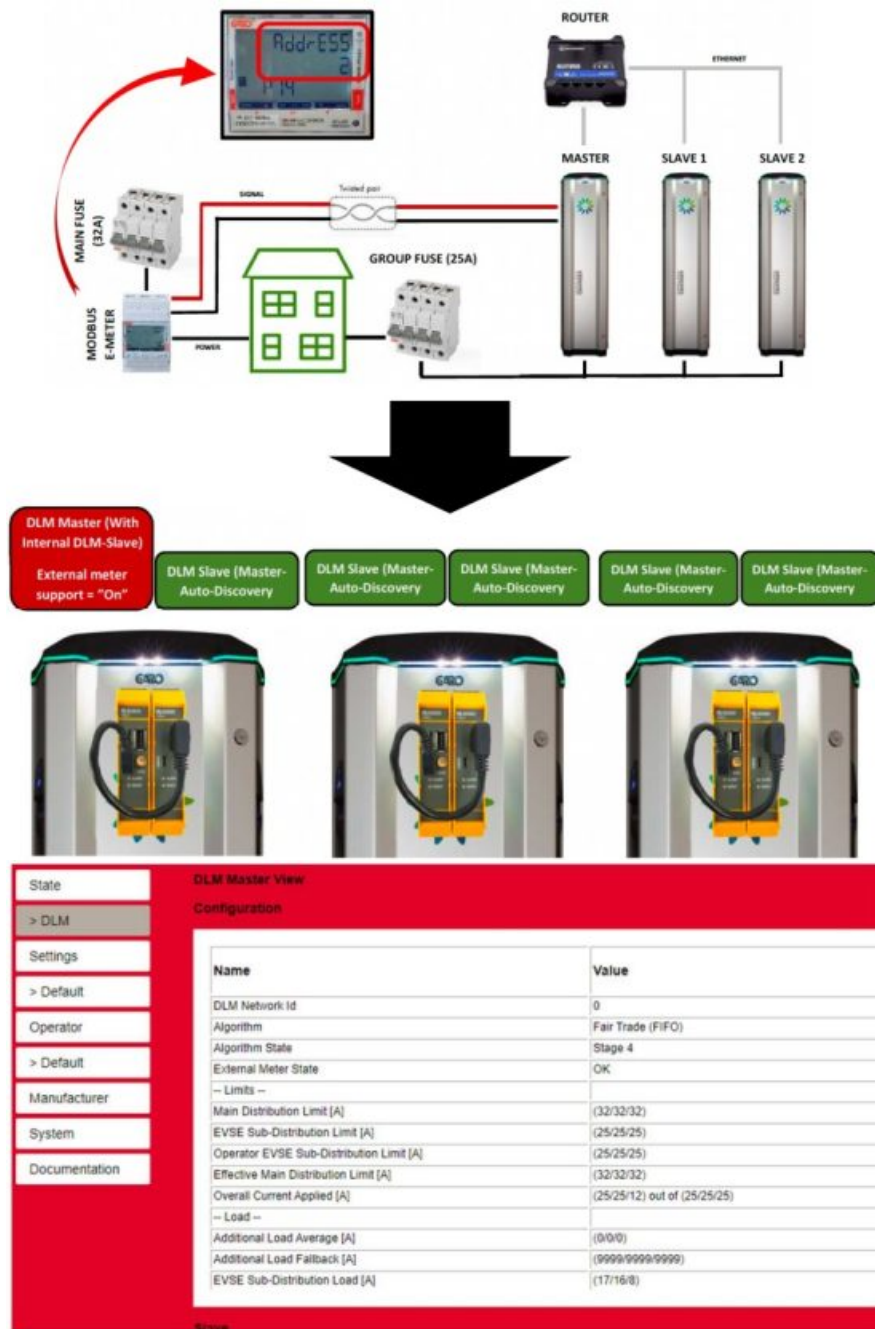 AddrESS
2
P14
ROUTER
ETHERNET
MASTER
SLAVE 1
SLAVE 2
SIGNAL
Twisted pair
MAIN FUSE
(32A)
GROUP FUSE (25A)
MODBUS
E-METER
POWER
DLM Master (With
Internal DLM-Slave)
External meter
support = "On"
DLM Slave (Master-
Auto-Discovery
DLM Slave (Master-
Auto-Discovery
DLM Slave (Master-
Auto-Discovery
DLM Slave (Master-
Auto-Discovery
DLM Slave (Master-
Auto-Discovery
GARO
GARO
GARO
State
> DLM
Settings
> Default
Operator
> Default
Manufacturer
System
Documentation
DLM Master View
Configuration
Name Value
DLM Network Id 0
Algorithm Fair Trade (FIFO)
Algorithm State Stage 4
External Meter State OK
-- Limits --
Main Distribution Limit [A] (32/32/32)
EVSE Sub-Distribution Limit [A] (25/25/25)
Operator EVSE Sub-Distribution Limit [A] (25/25/25)
Effective Main Distribution Limit [A] (32/32/32)
Overall Current Applied [A] (25/25/12) out of (25/25/25)
-- Load --
Additional Load Average [A] (0/0/0)
Additional Load Fallback [A] (9999/9999/9999)
EVSE Sub-Distribution Load [A] (17/16/8)
Slave